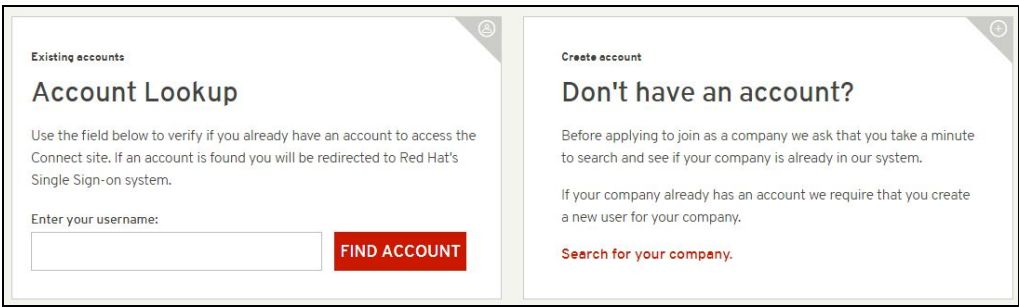 Existing accounts
Account Lookup
Use the field below to verify if you already have an account to access the
Connect site. If an account is found you will be redirected to Red Hat's
Single Sign-on system.
Enter your username:
FIND ACCOUNT
Create account
Don't have an account?
Before applying to join as a company we ask that you take a minute
to search and see if your company is already in our system.
If your company already has an account we require that you create
a new user for your company.
Search for your company.